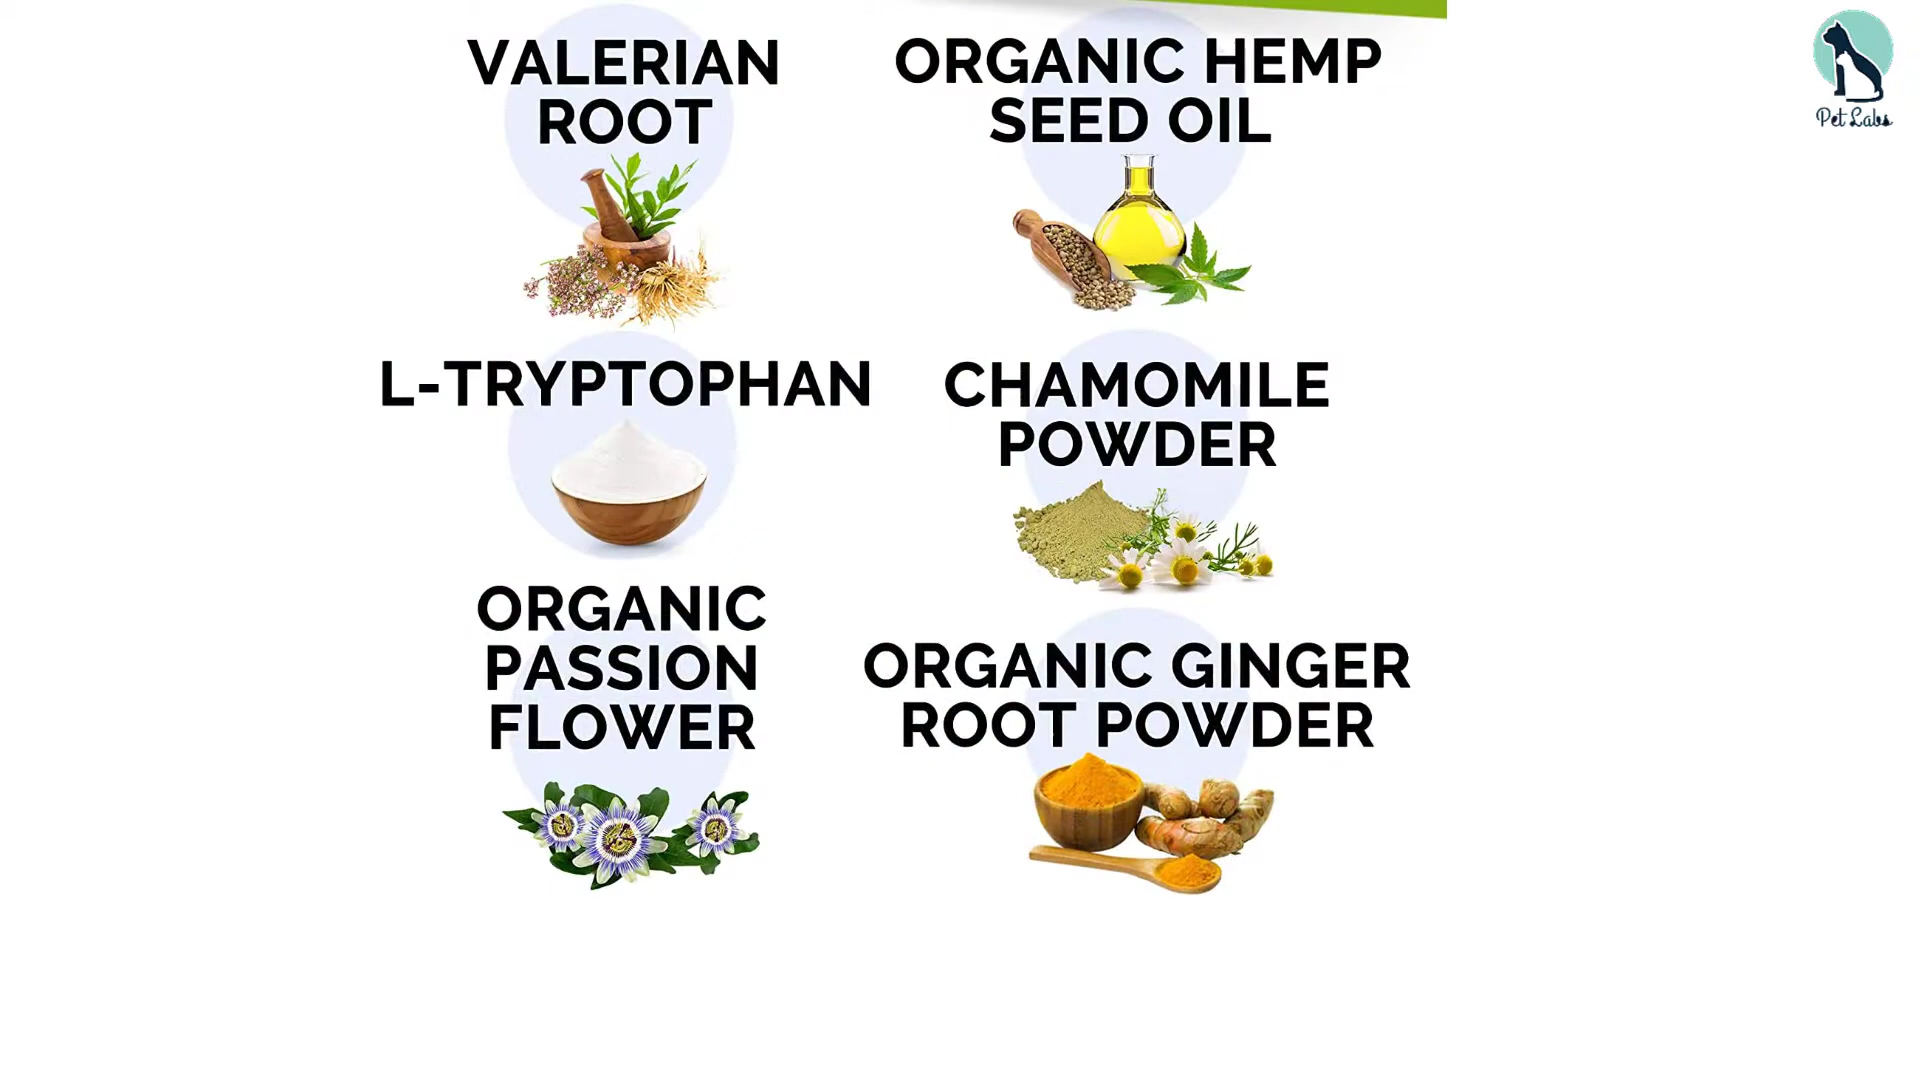 VALERIAN
ROOT
ORGANIC HEMP
SEED OIL
L-TRYPTOPHAN
CHAMOMILE
POWDER
ORGANIC
PASSION
FLOWER
ORGANIC GINGER
ROOT POWDER
Pet Labs